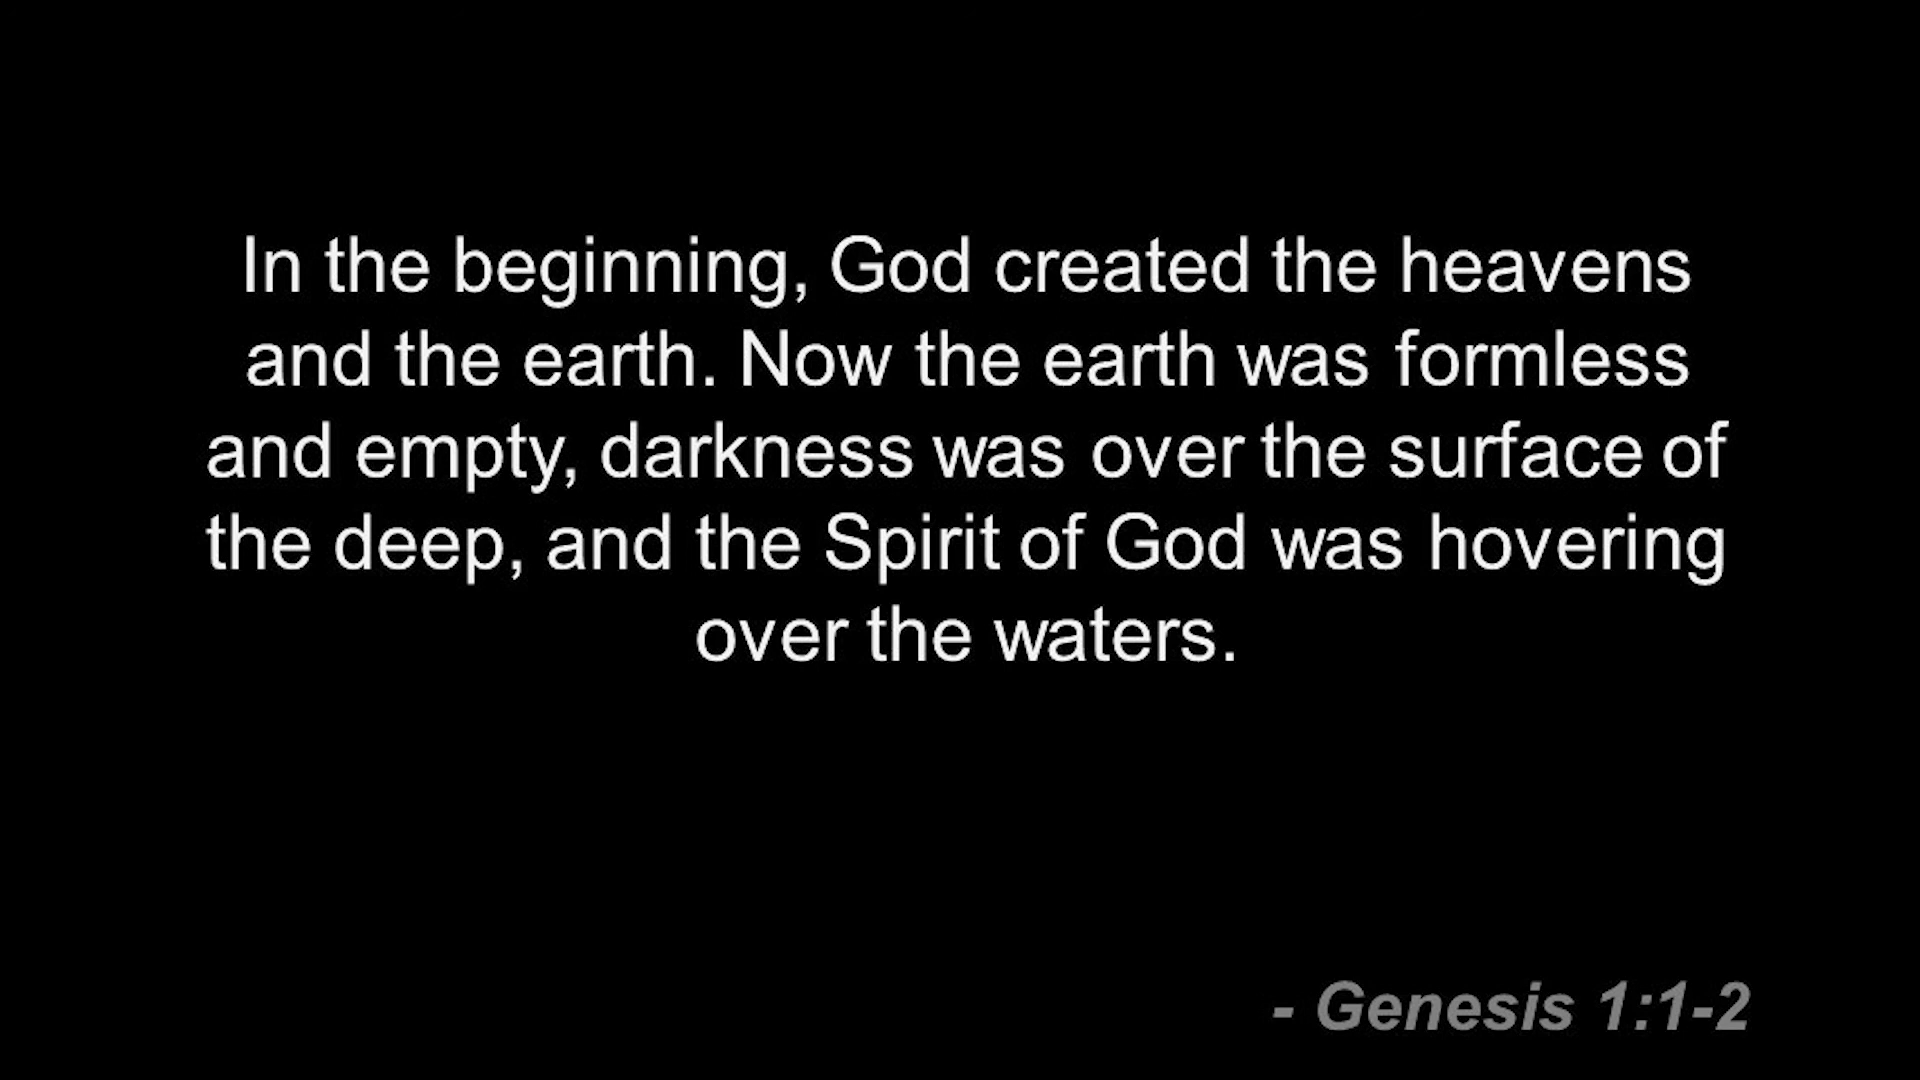 In the beginning, God created the heavens
and the earth. Now the earth was formless
and empty, darkness was over the surface of
the deep, and the Spirit of God was hovering
over the waters.
- Genesis 1:1-2